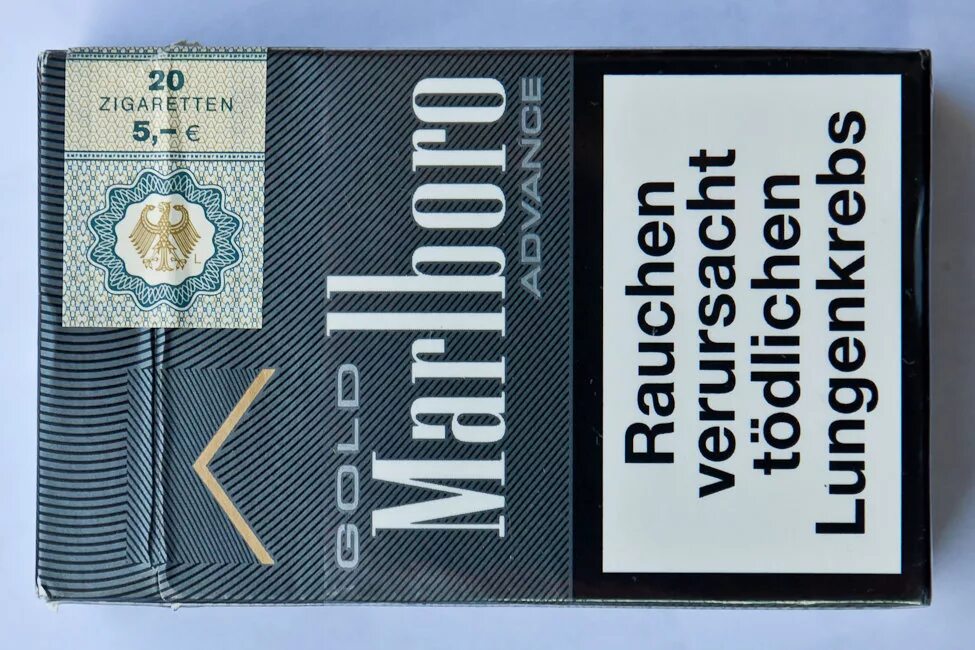 20
ZIGARETTEN
5,– €
GOLD
Marlboro
ADVANCE
Rauchen
verursacht
tödlichen
Lungenkrebs